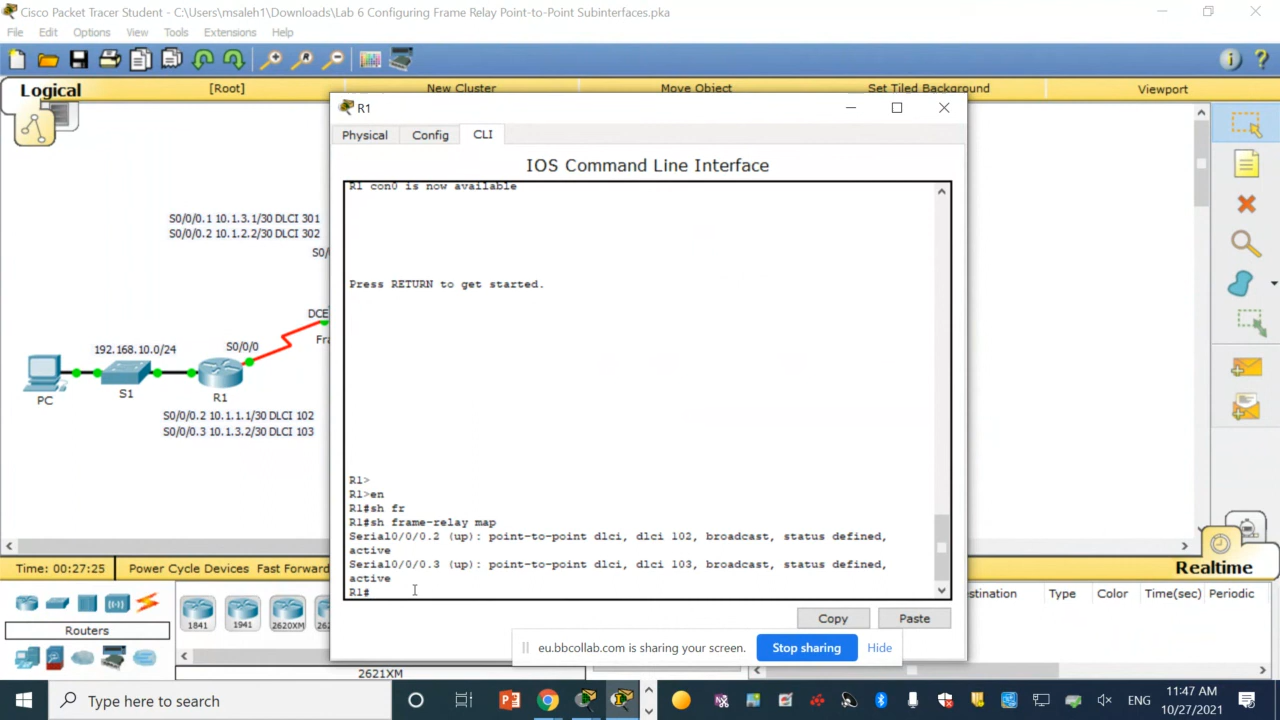 Cisco Packet Tracer Student - C:\Users\msaleh1\Downloads\Lab 6 Configuring Frame Relay Point-to-Point Subinterfaces.pka
File Edit Options View Tools Extensions Help
Logical [Root] New Cluster Move Object Set Tiled Background Viewport
R1
Physical Config CLI
IOS Command Line Interface
R1 con0 is now available
Press RETURN to get started.
R1>
R1>en
R1#sh fr
R1#sh frame-relay map
Serial0/0/0.2 (up): point-to-point dlci, dlci 102, broadcast, status defined,
active
Serial0/0/0.3 (up): point-to-point dlci, dlci 103, broadcast, status defined,
active
R1#
Copy Paste
S0/0/0.1 10.1.3.1/30 DLCI 301
S0/0/0.2 10.1.2.2/30 DLCI 302
S0/
DCE
Fra
192.168.10.0/24
S0/0/0
PC
S1
R1
S0/0/0.2 10.1.1.1/30 DLCI 102
S0/0/0.3 10.1.3.2/30 DLCI 103
Time: 00:27:25 Power Cycle Devices Fast Forward
Realtime
1841 1941 2620XM 262
Routers
2621XM
stination Type Color Time(sec) Periodic
eu.bbcollab.com is sharing your screen. Stop sharing Hide
Type here to search
ENG
11:47 AM
10/27/2021